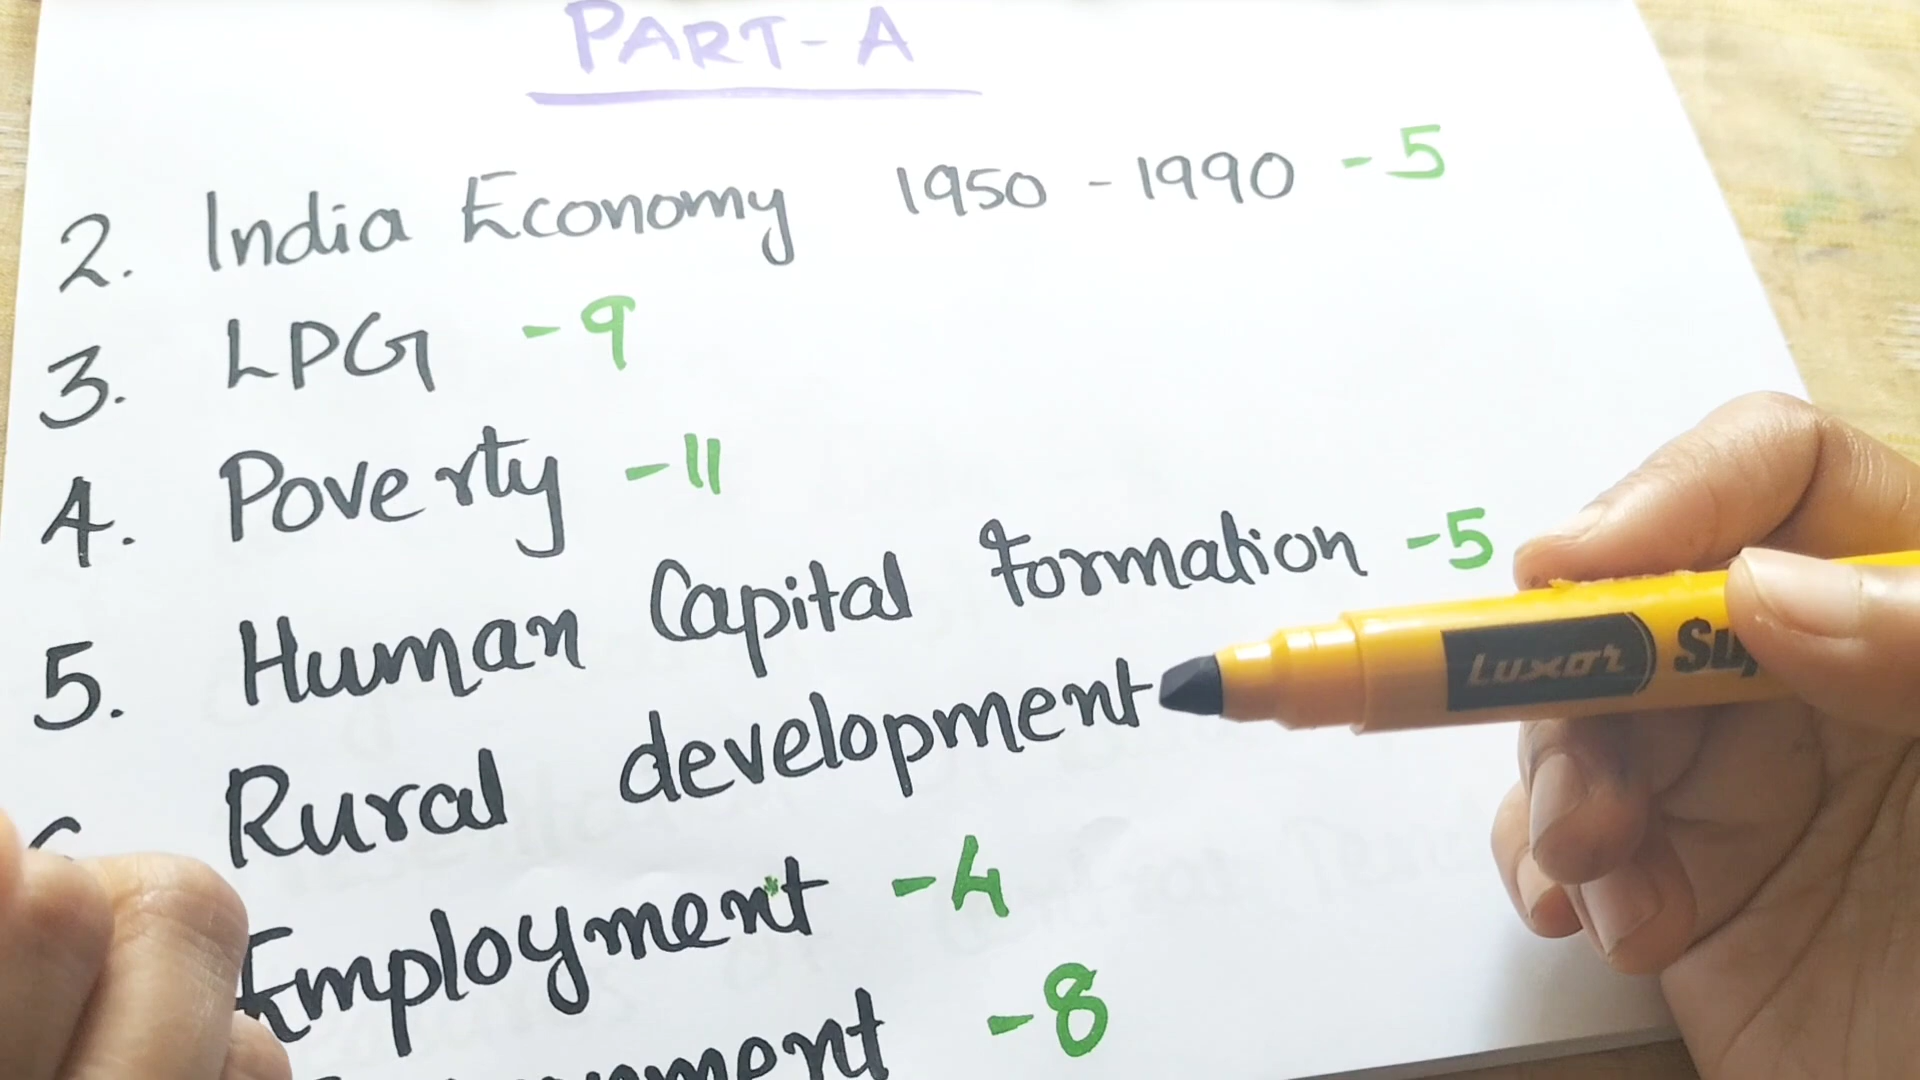 PART-A
2. India Economy 1950 - 1990 - 5
3. LPG - 9
4. Poverty - 11
5. Human Capital formation - 5
Rural development
Employment - 4
- 8
Luxor